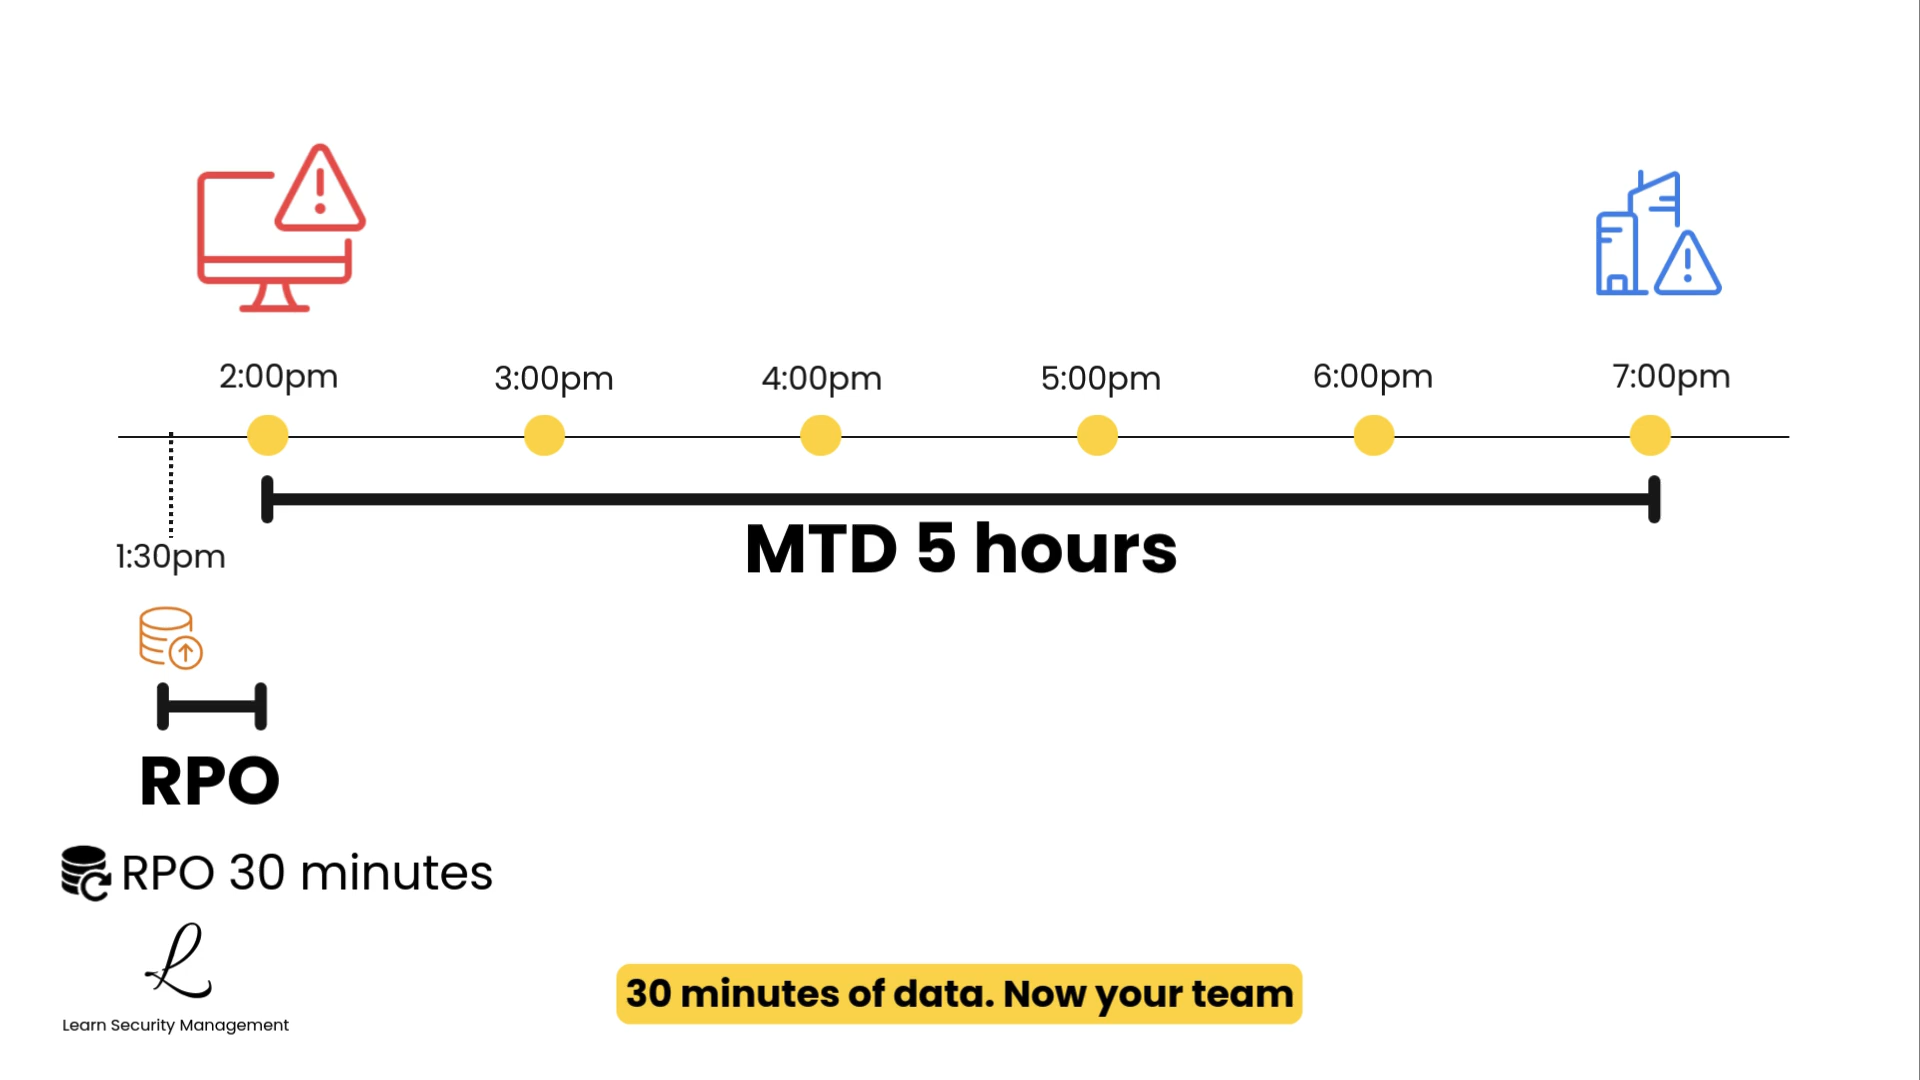 2:00pm
3:00pm
4:00pm
5:00pm
6:00pm
7:00pm
MTD 5 hours
1:30pm
RPO
RPO 30 minutes
L
Learn Security Management
30 minutes of data. Now your team